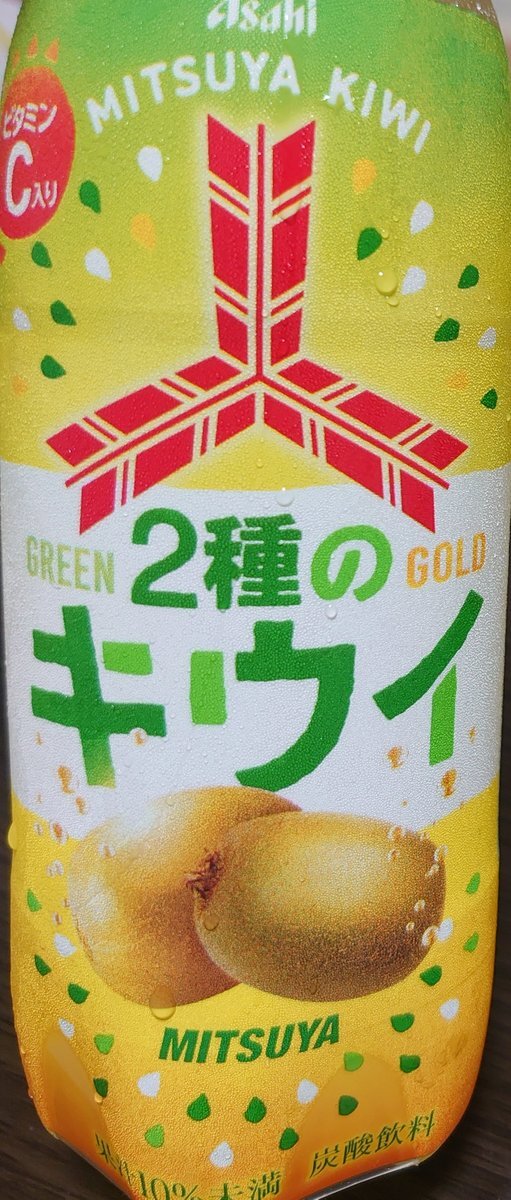 Asahi
MITSUYA KIWI
ビタミン
C入り
GREEN 2種の GOLD
キウイ
MITSUYA
果汁10%未満 炭酸飲料